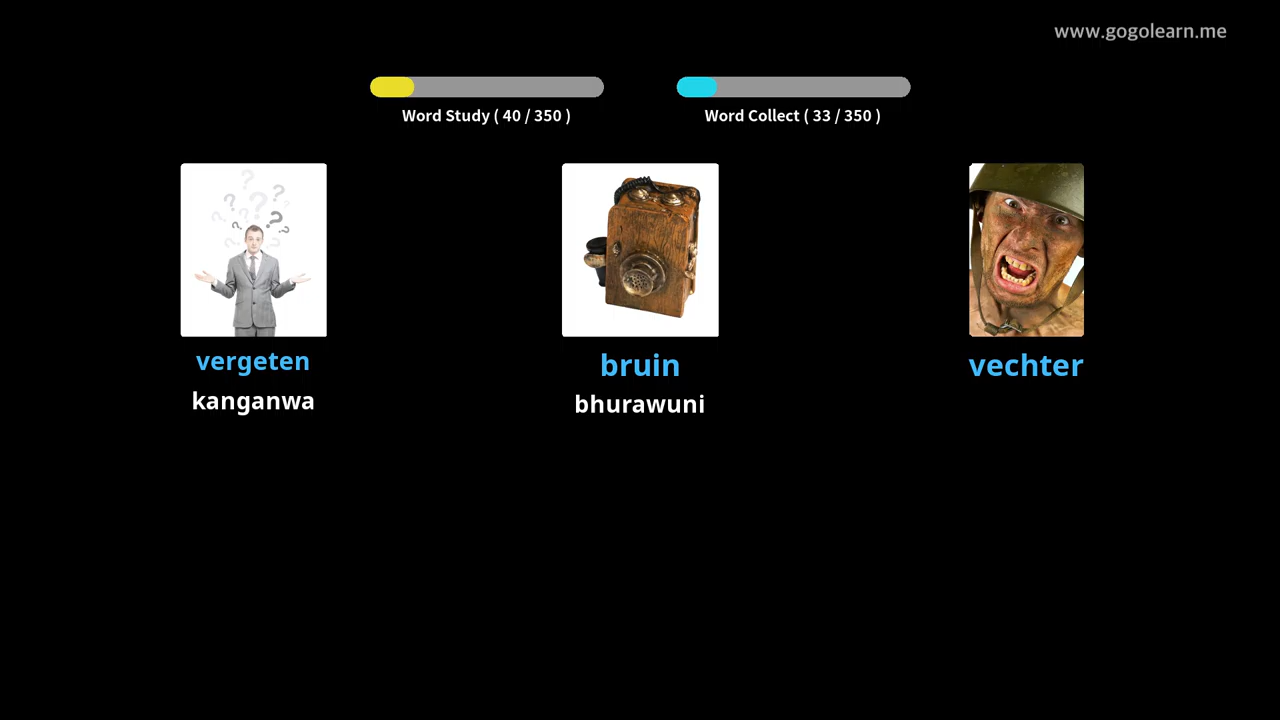 www.gogolearn.me
Word Study ( 40 / 350 )
Word Collect ( 33 / 350 )
vergeten
kanganwa
bruin
bhurawuni
vechter